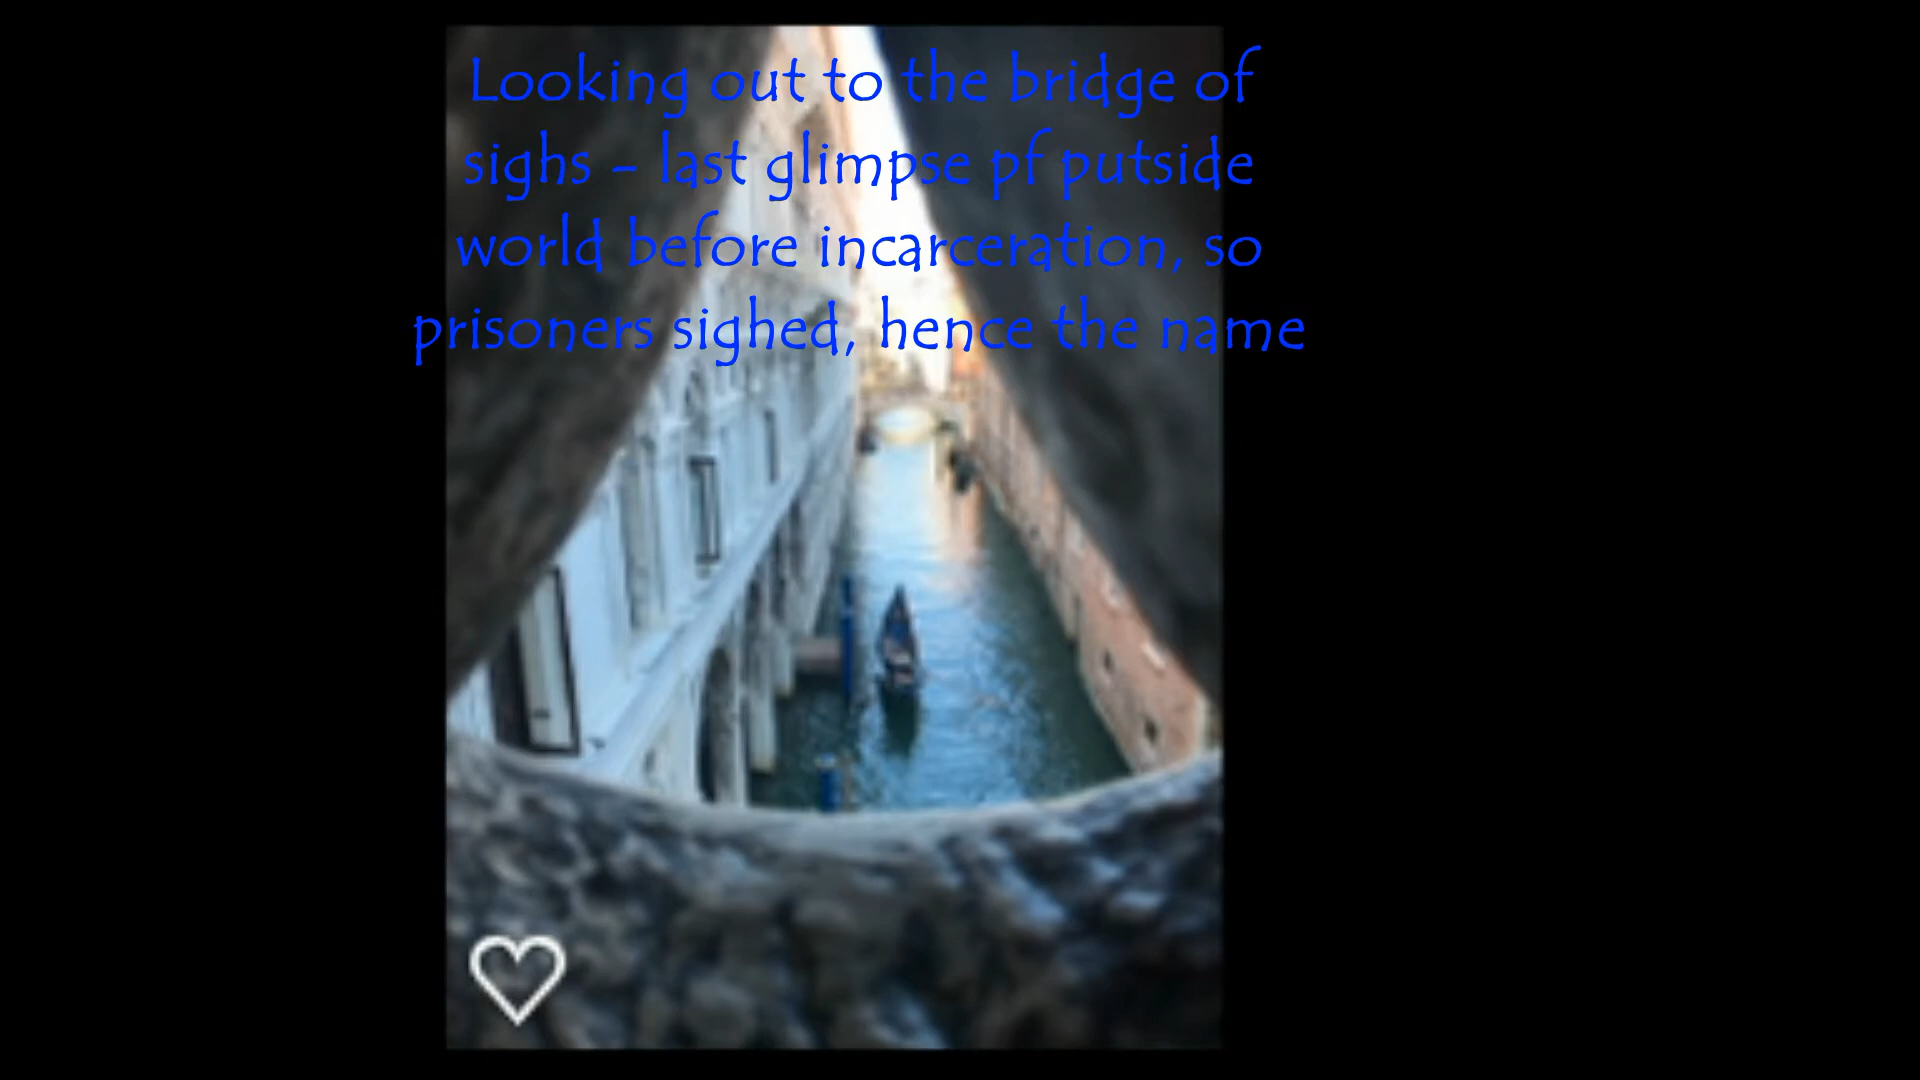 Looking out to the bridge of
sighs - last glimpse pf putside
world before incarceration, so
prisoners sighed, hence the name